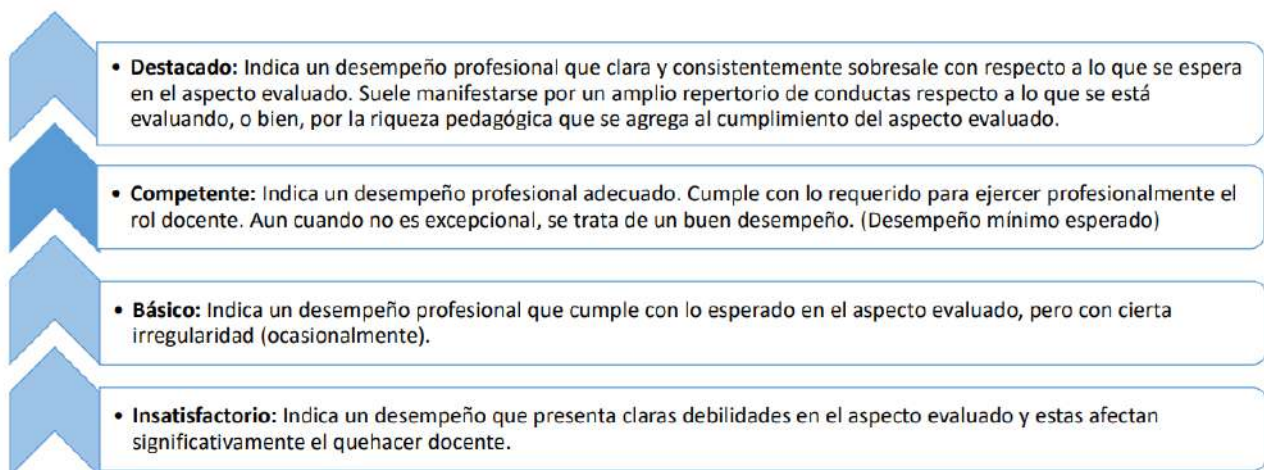 • Destacado: Indica un desempeño profesional que clara y consistentemente sobresale con respecto a lo que se espera
en el aspecto evaluado. Suele manifestarse por un amplio repertorio de conductas respecto a lo que se está
evaluando, o bien, por la riqueza pedagógica que se agrega al cumplimiento del aspecto evaluado.
• Competente: Indica un desempeño profesional adecuado. Cumple con lo requerido para ejercer profesionalmente el
rol docente. Aun cuando no es excepcional, se trata de un buen desempeño. (Desempeño mínimo esperado)
• Básico: Indica un desempeño profesional que cumple con lo esperado en el aspecto evaluado, pero con cierta
irregularidad (ocasionalmente).
• Insatisfactorio: Indica un desempeño que presenta claras debilidades en el aspecto evaluado y estas afectan
significativamente el quehacer docente.